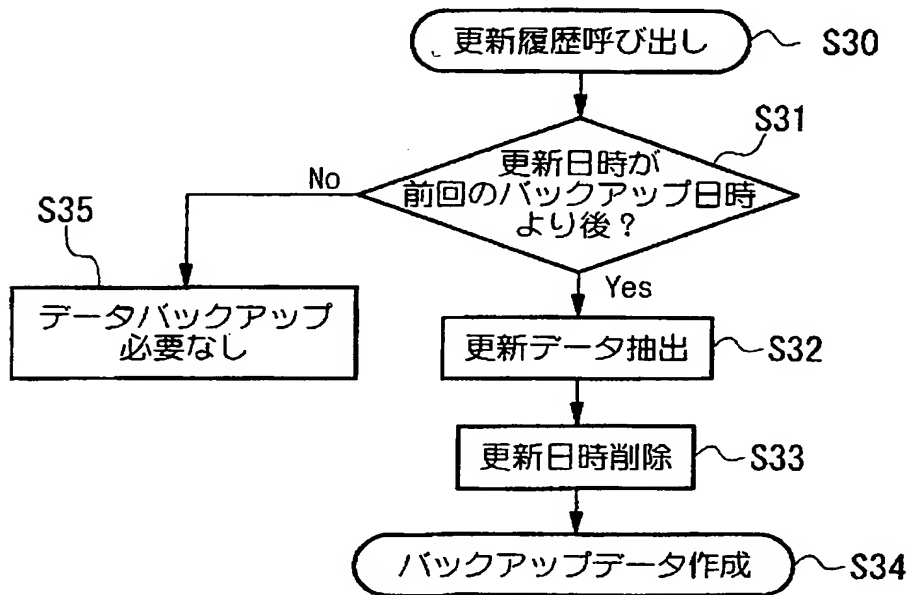 更新履歴呼び出し
S30
S31
更新日時が
前回のバックアップ日時
より後？
No
Yes
S35
データバックアップ
必要なし
更新データ抽出
S32
更新日時削除
S33
バックアップデータ作成
S34